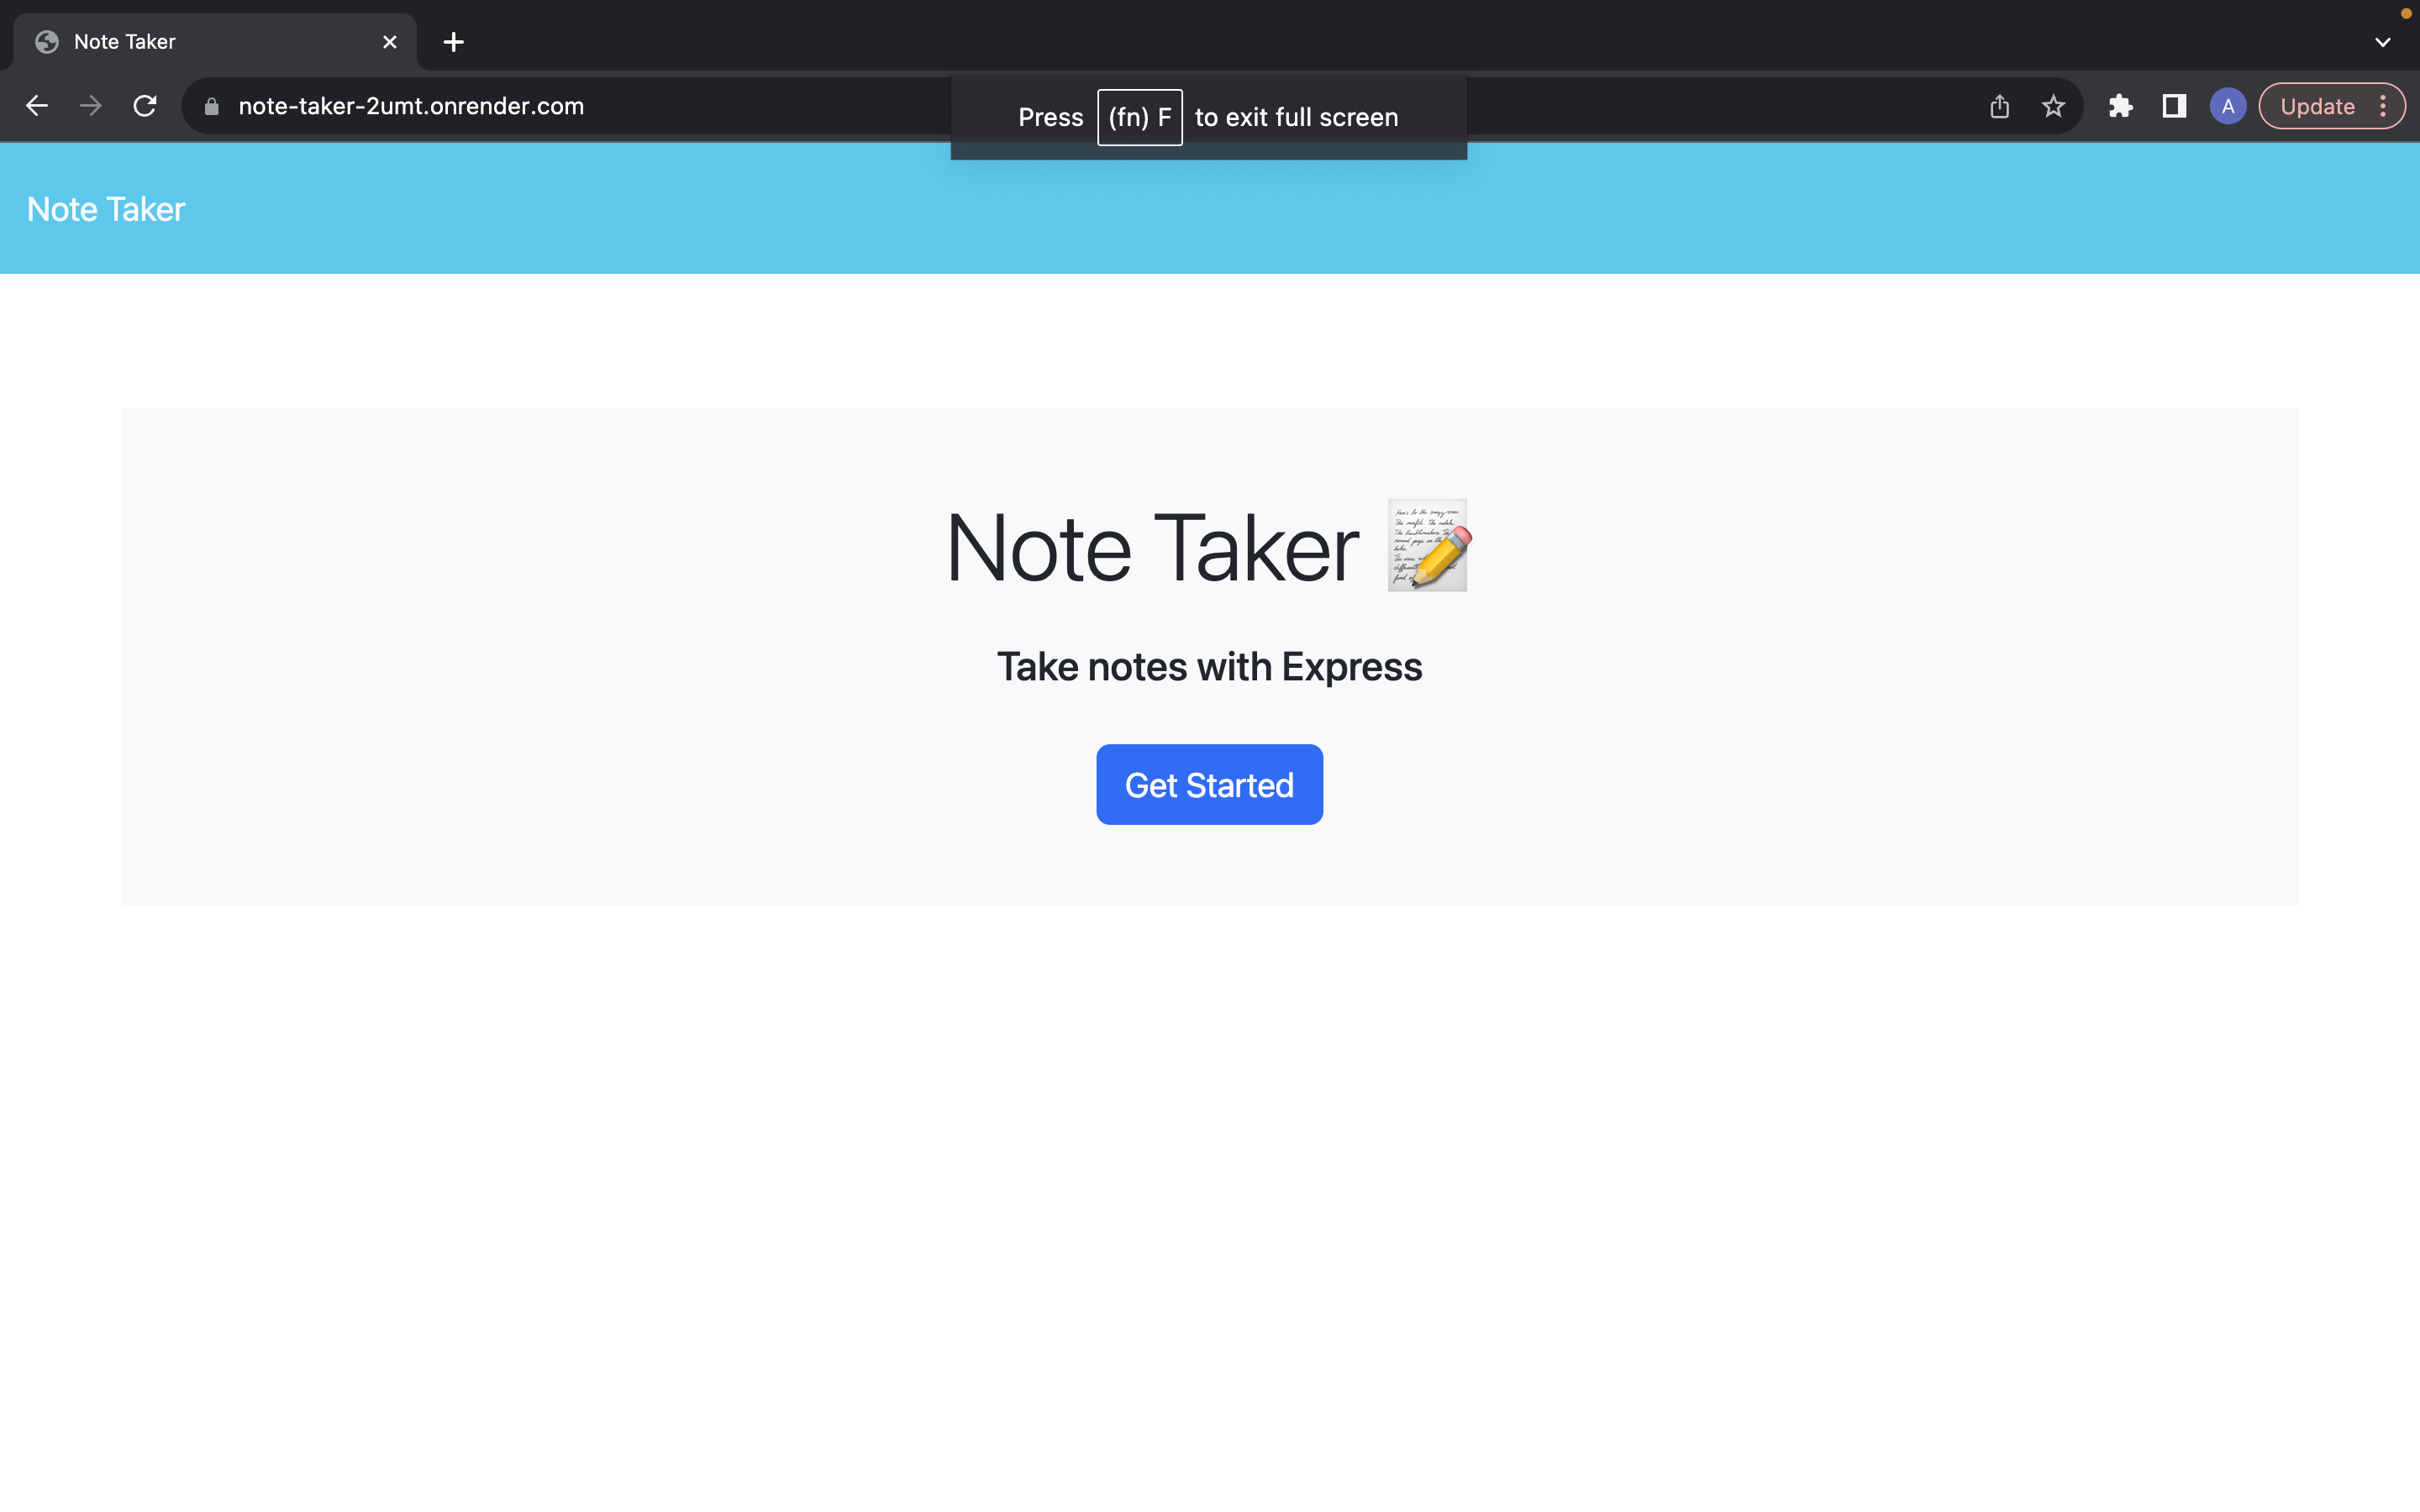 Note Taker
note-taker-2umt.onrender.com
Press (fn) F to exit full screen
A
Update
Note Taker
Note Taker
Take notes with Express
Get Started